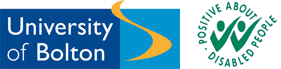 University
of Bolton
POSITIVE ABOUT
DISABLED PEOPLE